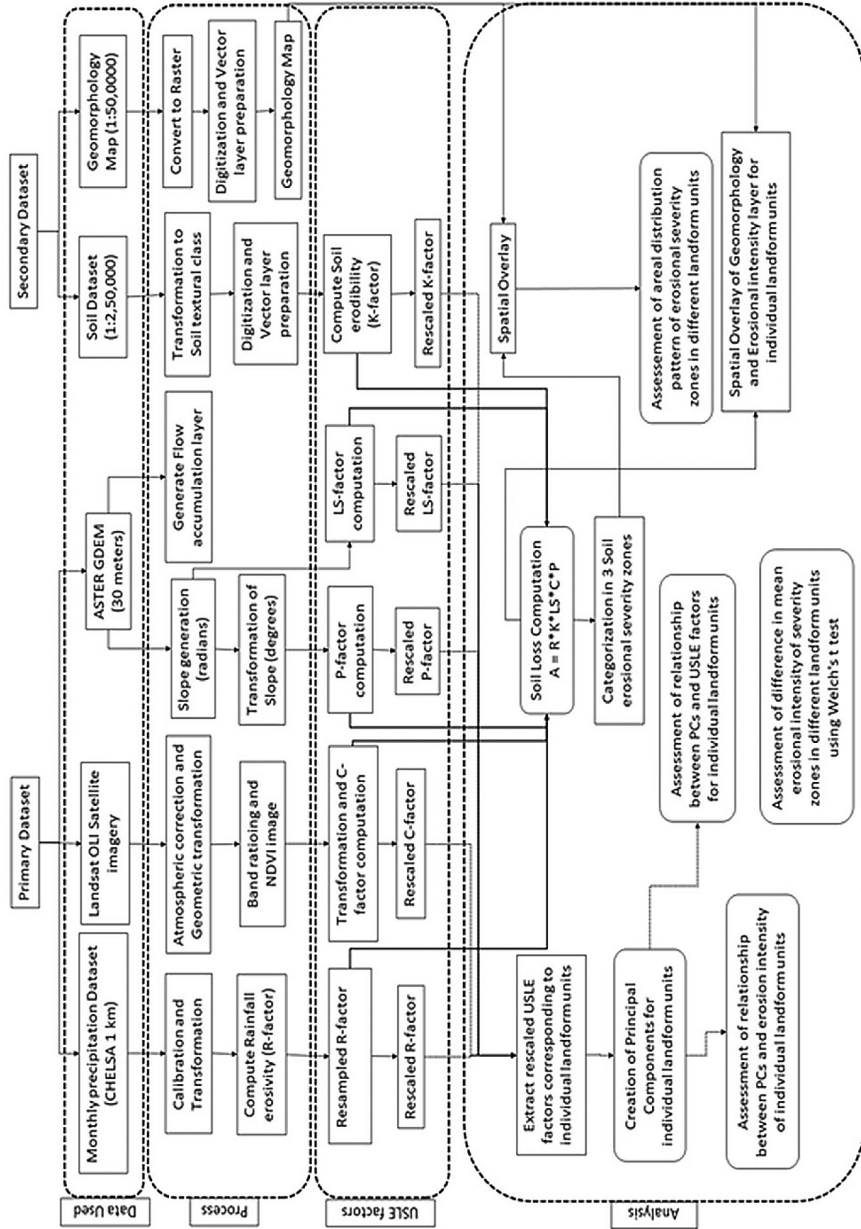 Primary Dataset
Secondary Dataset
Data Used
Monthly precipitation Dataset
(CHELSA 1 km)
Landsat OLI Satellite
imagery
ASTER GDEM
(30 meters)
Soil Dataset
(1:2,50,000)
Geomorphology
Map (1:50,0000)
Process
Calibration and
Transformation
Compute Rainfall
erosivity (R-factor)
Atmospheric correction and
Geometric transformation
Band ratioing and
NDVI image
Slope generation
(radians)
Transformation of
Slope (degrees)
Generate Flow
accumulation layer
Transformation to
Soil textural class
Digitization and
Vector layer
preparation
Convert to Raster
Digitization and Vector
layer preparation
Geomorphology Map
USLE factors
Resampled R-factor
Rescaled R-factor
Transformation and C-
factor computation
Rescaled C-factor
P-factor
computation
Rescaled
P-factor
LS-factor
computation
Rescaled
LS-factor
Compute Soil
erodibility
(K-factor)
Rescaled K-factor
Analysis
Extract rescaled USLE
factors corresponding to
individual landform units
Creation of Principal
Components for
individual landform units
Assessment of relationship
between PCs and erosion intensity
of individual landform units
Soil Loss Computation
A = R*K*LS*C*P
Categorization in 3 Soil
erosional severity zones
Assessment of relationship
between PCs and USLE factors
for individual landform units
Assessment of difference in mean
erosional intensity of severity
zones in different landform units
using Welch's t test
Spatial Overlay
Assessement of areal distribution
pattern of erosional severity
zones in different landform units
Spatial Overlay of Geomorphology
and Erosional intensity layer for
individual landform units